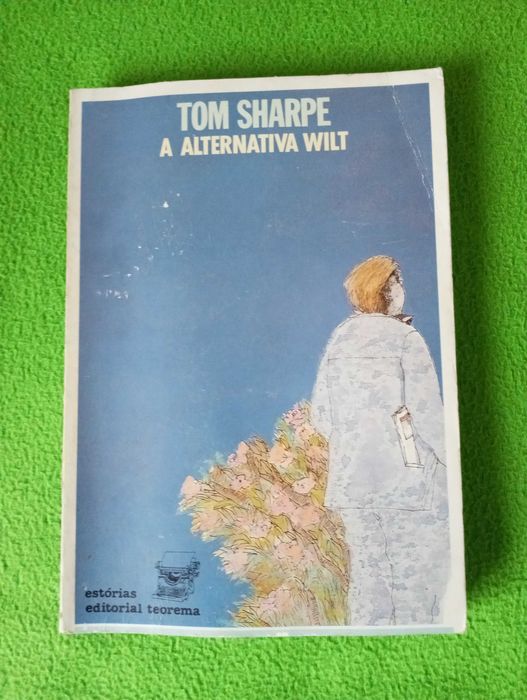 TOM SHARPE
A ALTERNATIVA WILT
estórias
editorial teorema